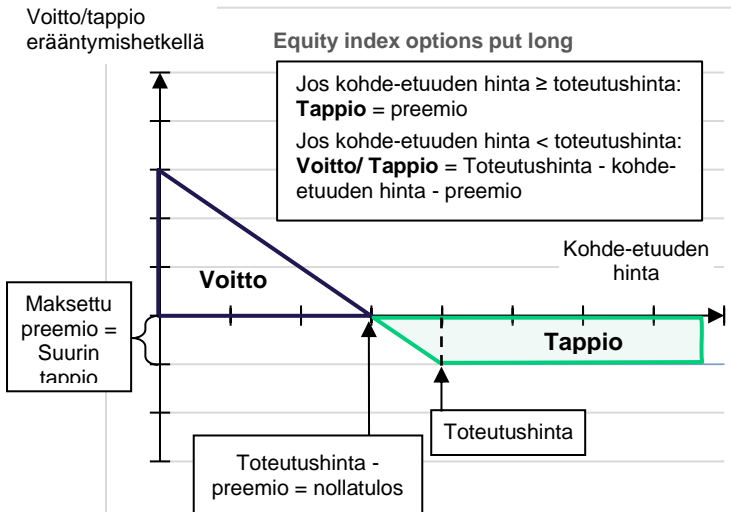 Voitto/tappio
erääntymishetkellä
Equity index options put long
Jos kohde-etuuden hinta ≥ toteutushinta:
Tappio = preemio
Jos kohde-etuuden hinta < toteutushinta:
Voitto/ Tappio = Toteutushinta - kohde-
etuuden hinta - preemio
Kohde-etuuden
hinta
Voitto
Maksettu
preemio =
Suurin
tappio
Tappio
Toteutushinta
Toteutushinta -
preemio = nollatulos